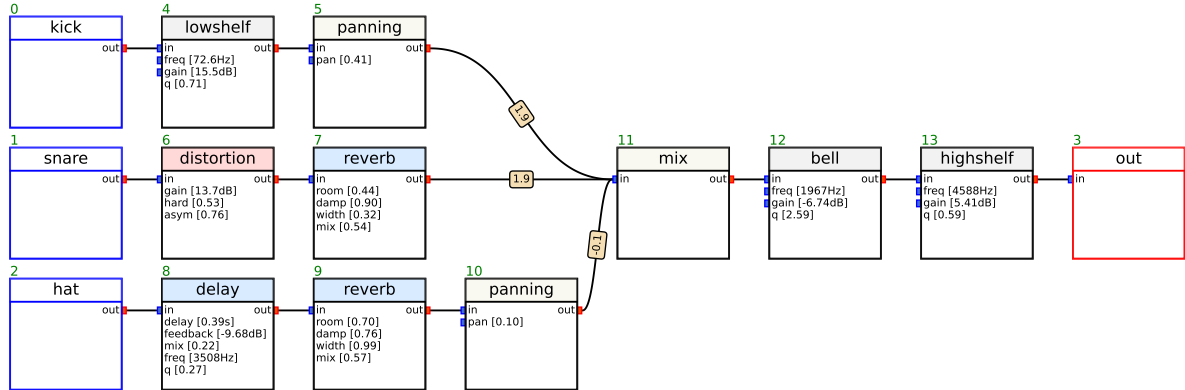 0
kick
out
4
lowshelf
in out
freq [72.6Hz]
gain [15.5dB]
q [0.71]
5
panning
in out
pan [0.41]
1.9
1
snare
out
6
distortion
in out
gain [13.7dB]
hard [0.53]
asym [0.76]
7
reverb
in out
room [0.44]
damp [0.90]
width [0.32]
mix [0.54]
1.9
11
mix
in out
12
bell
in out
freq [1967Hz]
gain [-6.74dB]
q [2.59]
13
highshelf
in out
freq [4588Hz]
gain [5.41dB]
q [0.59]
3
out
in
2
hat
out
8
delay
in out
delay [0.39s]
feedback [-9.68dB]
mix [0.22]
freq [3508Hz]
q [0.27]
9
reverb
in out
room [0.70]
damp [0.76]
width [0.99]
mix [0.57]
10
panning
in out
pan [0.10]
-0.1